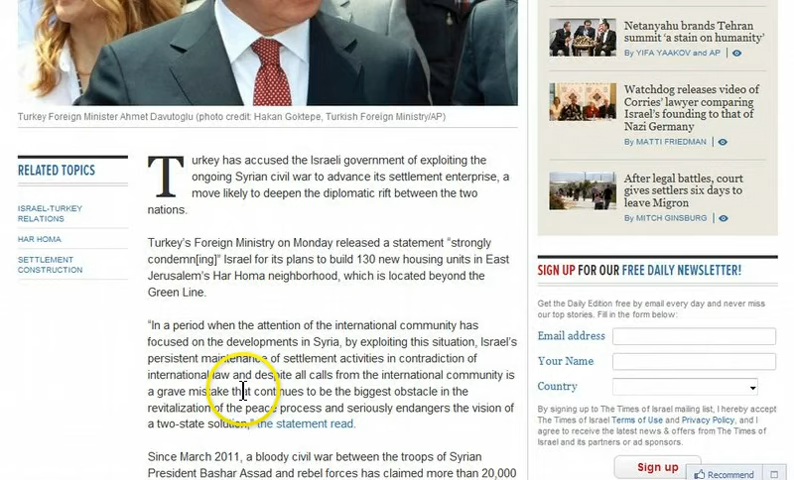 Turkey Foreign Minister Ahmet Davutoglu (photo credit: Hakan Goktepe, Turkish Foreign Ministry/AP)
RELATED TOPICS
ISRAEL-TURKEY
RELATIONS
HAR HOMA
SETTLEMENT
CONSTRUCTION
Turkey has accused the Israeli government of exploiting the
ongoing Syrian civil war to advance its settlement enterprise, a
move likely to deepen the diplomatic rift between the two
nations.
Turkey's Foreign Ministry on Monday released a statement “strongly
condemn[ing]” Israel for its plans to build 130 new housing units in East
Jerusalem's Har Homa neighborhood, which is located beyond the
Green Line.
“In a period when the attention of the international community has
focused on the developments in Syria, by exploiting this situation, Israel's
persistent maintenance of settlement activities in contradiction of
international law and despite all calls from the international community is
a grave mistake that continues to be the biggest obstacle in the
revitalization of the peace process and seriously endangers the vision of
a two-state solution,” the statement read.
Since March 2011, a bloody civil war between the troops of Syrian
President Bashar Assad and rebel forces has claimed more than 20,000
Netanyahu brands Tehran
summit ‘a stain on humanity’
By YIFA YAAKOV and AP
Watchdog releases video of
Corries' lawyer comparing
Israel's founding to that of
Nazi Germany
By MATTI FRIEDMAN
After legal battles, court
gives settlers six days to
leave Migron
By MITCH GINSBURG
SIGN UP FOR OUR FREE DAILY NEWSLETTER!
Get the Daily Edition free by email every day and never miss
our top stories. Fill in the form below:
Email address
Your Name
Country
By signing up to The Times of Israel mailing list, I hereby accept
The Times of Israel Terms of Use and Privacy Policy, and I
agree to receive the latest news & offers from The Times of
Israel and its partners or ad sponsors.
Sign up
Recommend